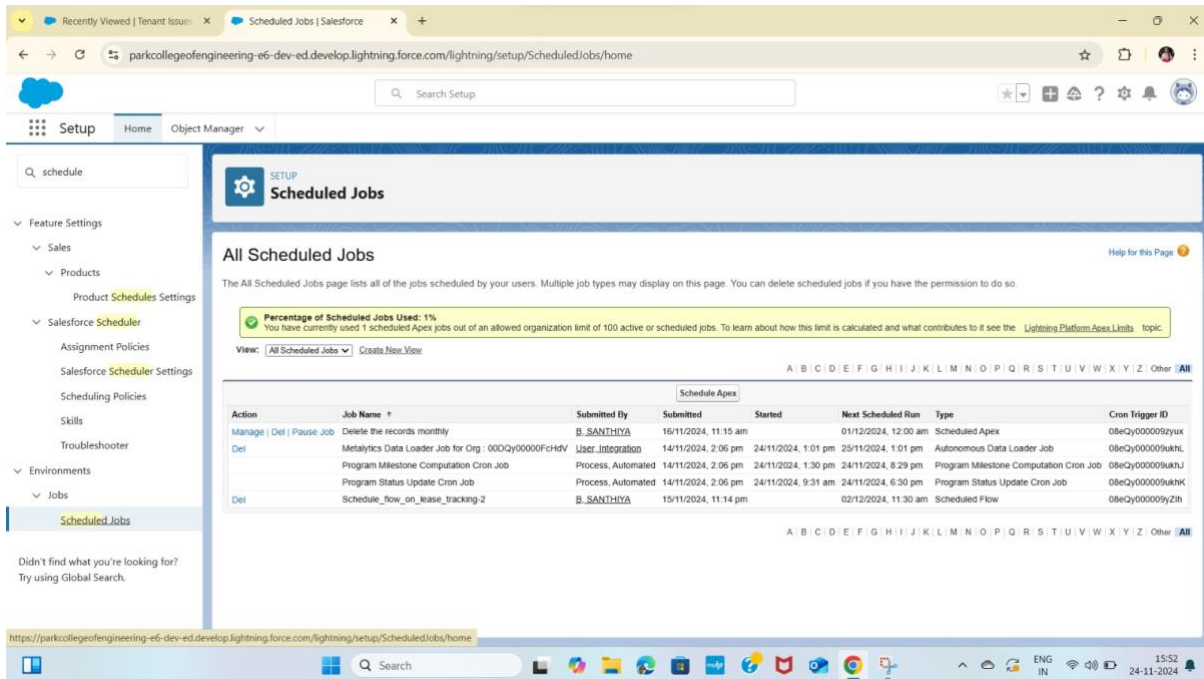 Recently Viewed | Tenant Issue
Scheduled Jobs | Salesforce
parkcollegeofengineering-e6-dev-ed.develop.lightning.force.com/lightning/setup/ScheduledJobs/home
Search Setup
Setup Home Object Manager
schedule
SETUP
Scheduled Jobs
Feature Settings
Sales
Products
Product Schedules Settings
Salesforce Scheduler
Assignment Policies
Salesforce Scheduler Settings
Scheduling Policies
Skills
Troubleshooter
Environments
Jobs
Scheduled Jobs
Didn't find what you're looking for?
Try using Global Search.
All Scheduled Jobs
Help for this Page
The All Scheduled Jobs page lists all of the jobs scheduled by your users. Multiple job types may display on this page. You can delete scheduled jobs if you have the permission to do so.
Percentage of Scheduled Jobs Used: 1%
You have currently used 1 scheduled Apex jobs out of an allowed organization limit of 100 active or scheduled jobs. To learn about how this limit is calculated and what contributes to it see the Lightning Platform Apex Limits topic.
View: All Scheduled Jobs Create New View
A | B | C | D | E | F | G | H | I | J | K | L | M | N | O | P | Q | R | S | T | U | V | W | X | Y | Z | Other All
Schedule Apex
Action Job Name ↑ Submitted By Submitted Started Next Scheduled Run Type Cron Trigger ID
Manage | Del | Pause Job Delete the records monthly B, SANTHIYA 16/11/2024, 11:15 am 01/12/2024, 12:00 am Scheduled Apex 08eQy000009zyux
Del Metalytics Data Loader Job for Org : 00DQy00000FcHdV User, Integration 14/11/2024, 2:06 pm 24/11/2024, 1:01 pm 25/11/2024, 1:01 pm Autonomous Data Loader Job 08eQy000009ukhL
Program Milestone Computation Cron Job Process, Automated 14/11/2024, 2:06 pm 24/11/2024, 1:30 pm 24/11/2024, 8:29 pm Program Milestone Computation Cron Job 08eQy000009ukhJ
Program Status Update Cron Job Process, Automated 14/11/2024, 2:06 pm 24/11/2024, 9:31 am 24/11/2024, 6:30 pm Program Status Update Cron Job 08eQy000009ukhK
Del Schedule_flow_on_lease_tracking-2 B, SANTHIYA 15/11/2024, 11:14 pm 02/12/2024, 11:30 am Scheduled Flow 08eQy000009yZIh
A | B | C | D | E | F | G | H | I | J | K | L | M | N | O | P | Q | R | S | T | U | V | W | X | Y | Z | Other All
https://parkcollegeofengineering-e6-dev-ed.develop.lightning.force.com/lightning/setup/ScheduledJobs/home
Search
ENG
IN
15:52
24-11-2024